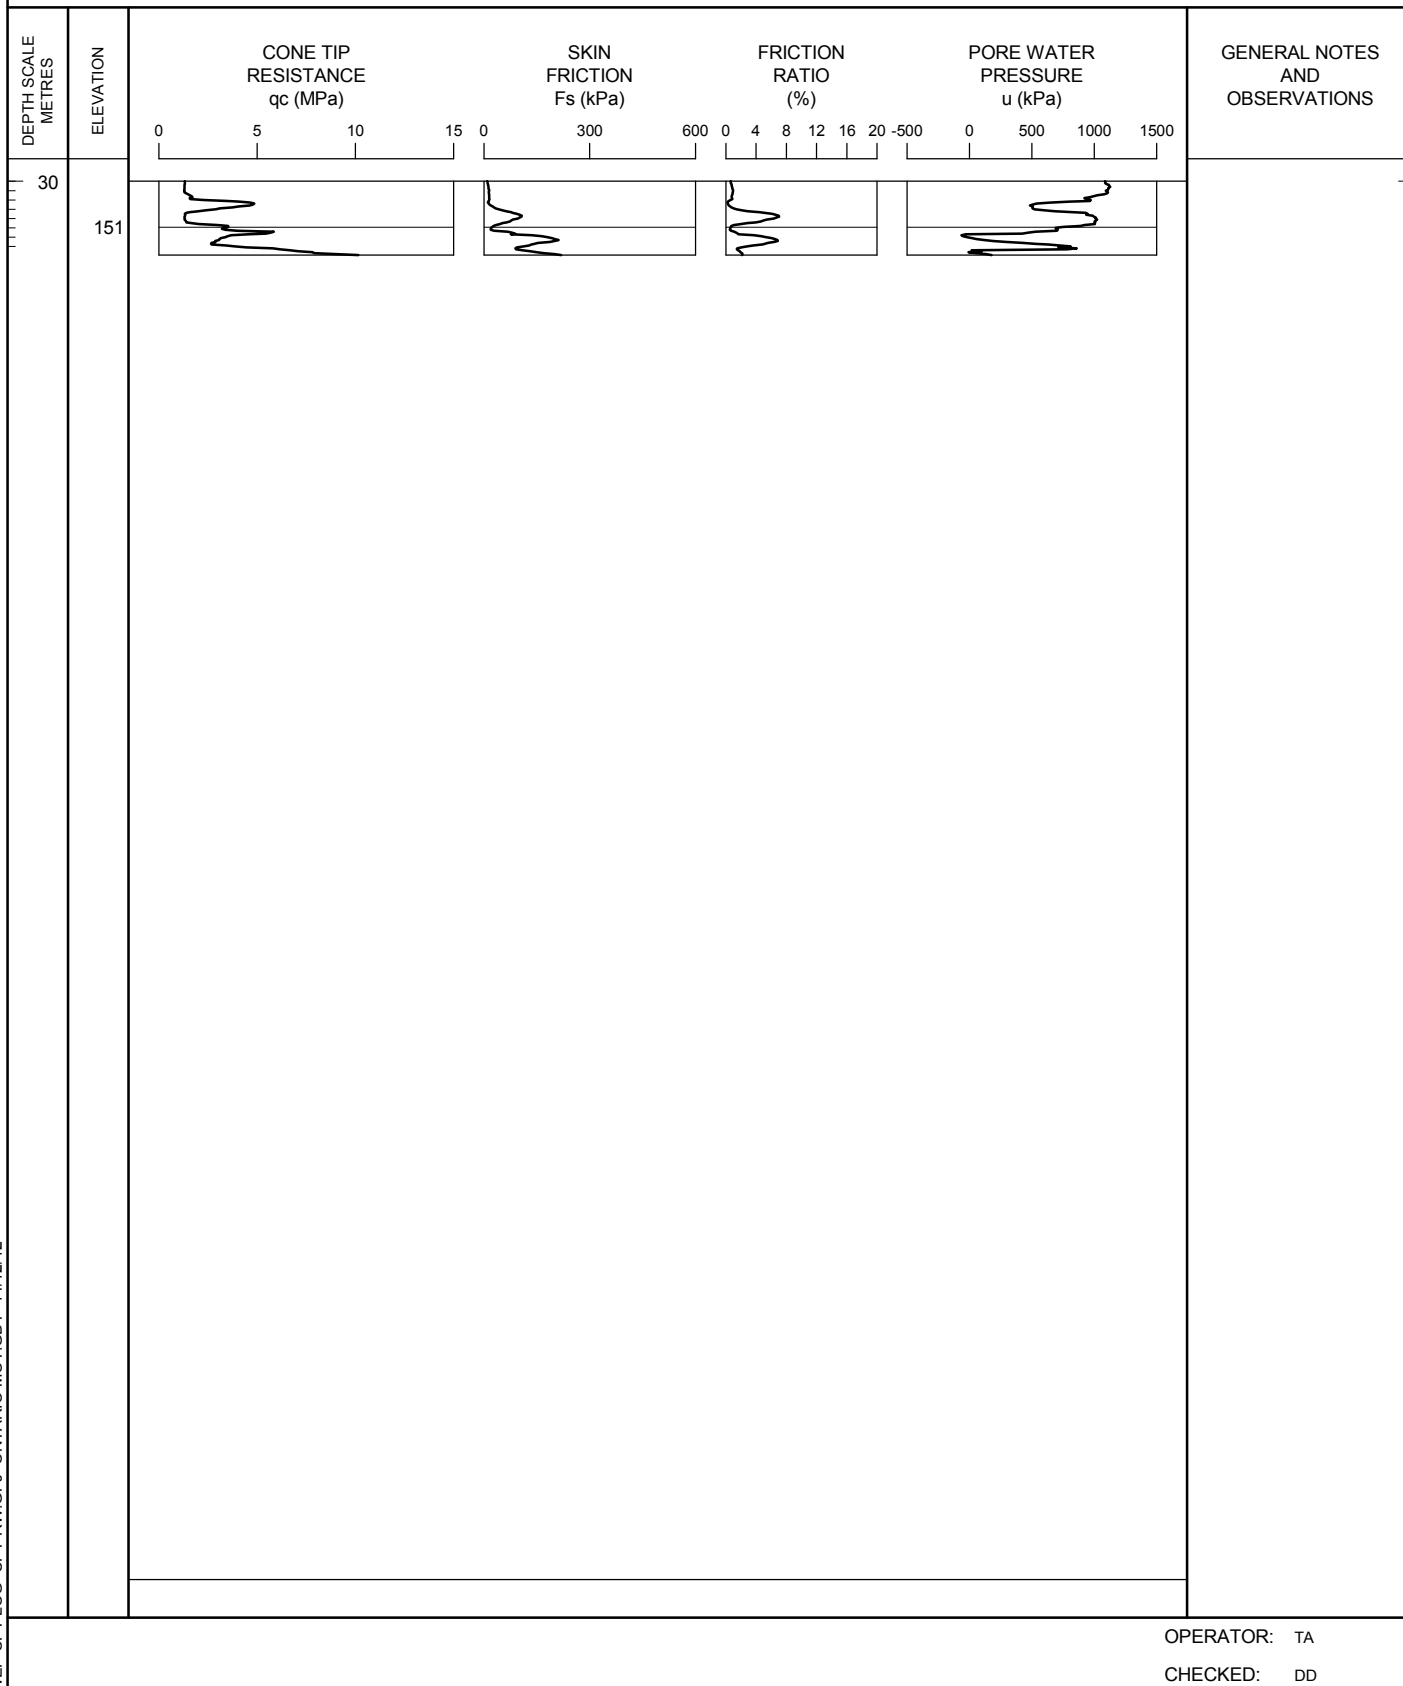 DEPTH SCALE
METRES
ELEVATION
CONE TIP
RESISTANCE
qc (MPa)
SKIN
FRICTION
Fs (kPa)
FRICTION
RATIO
(%)
PORE WATER
PRESSURE
u (kPa)
GENERAL NOTES
AND
OBSERVATIONS
0 5 10 15
0 300 600
0 4 8 12 16 20
-500 0 500 1000 1500
30
151
OPERATOR: TA
CHECKED: DD